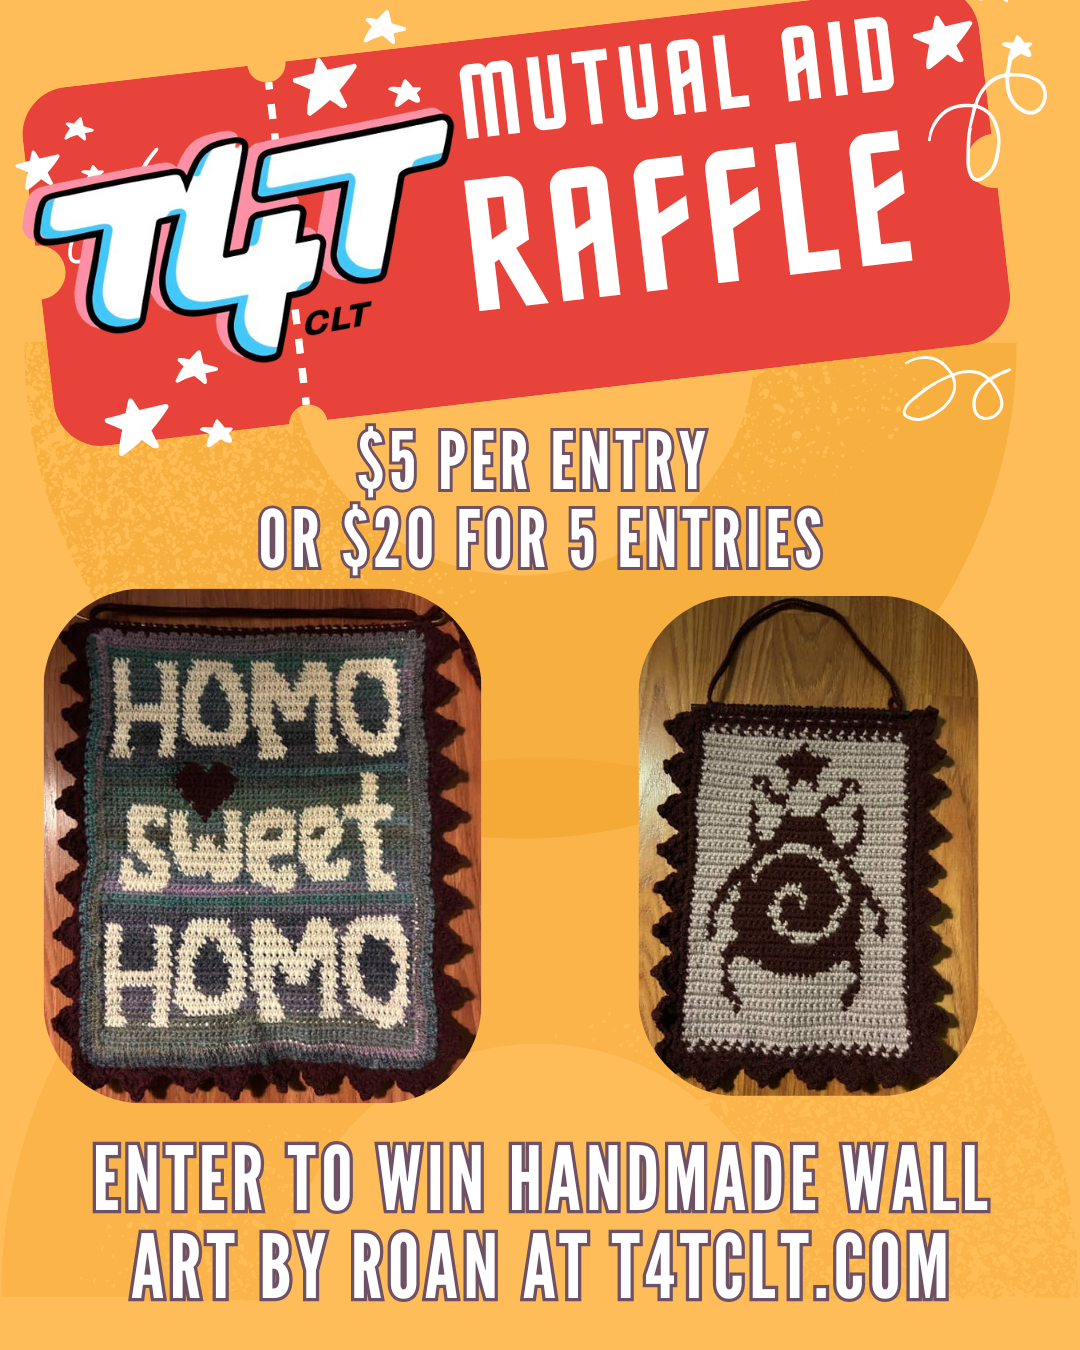 T4T
CLT
MUTUAL AID
RAFFLE
$5 PER ENTRY
OR $20 FOR 5 ENTRIES
HOMO
sweet
HOMO
ENTER TO WIN HANDMADE WALL
ART BY ROAN AT T4TCLT.COM